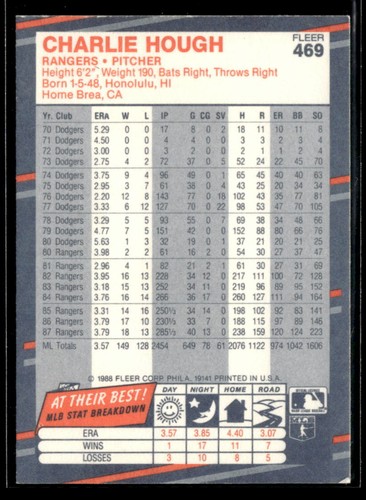 CHARLIE HOUGH
RANGERS • PITCHER
FLEER
469
Height 6'2", Weight 190, Bats Right, Throws Right
Born 1-5-48, Honolulu, HI
Home Brea, CA
Yr. Club ERA W L IP G CG SV H R ER BB SO
70 Dodgers 5.29 0 0 17 8 0 2 18 11 10 11 8
71 Dodgers 4.50 0 0 4 4 0 0 3 3 2 3 4
72 Dodgers 3.00 0 0 3 2 0 0 2 1 1 2 4
73 Dodgers 2.75 4 2 72 37 0 5 52 24 22 45 70
74 Dodgers 3.75 9 4 96 49 0 1 65 45 40 40 63
75 Dodgers 2.95 3 7 61 38 0 4 43 25 20 34 34
76 Dodgers 2.20 12 8 143 77 0 18 102 43 35 77 81
77 Dodgers 3.33 6 12 127 70 0 22 98 53 47 70 105
78 Dodgers 3.29 5 5 93 55 0 7 69 38 34 48 66
79 Dodgers 4.77 7 5 151 42 0 0 152 88 80 66 76
80 Dodgers 5.63 1 3 32 19 0 1 37 21 20 21 25
80 Rangers 3.98 2 2 61 16 2 0 54 30 27 37 47
81 Rangers 2.96 4 1 82 21 2 1 61 30 27 31 69
82 Rangers 3.95 16 13 228 34 12 0 217 111 100 72 128
83 Rangers 3.18 15 13 252 34 11 0 219 96 89 95 152
84 Rangers 3.76 16 14 266 36 17 0 260 127 111 94 164
85 Rangers 3.31 14 16 250⅓ 34 14 0 198 102 92 83 141
86 Rangers 3.79 17 10 230⅓ 33 7 0 188 115 97 89 146
87 Rangers 3.79 18 13 285⅓ 40 13 0 238 159 120 124 223
ML Totals 3.57 149 128 2454 649 78 61 2076 1122 974 1042 1606
© 1988 FLEER CORP. PHILA., 19141 PRINTED IN U.S.A.
AT THEIR BEST!
MLB STAT BREAKDOWN
DAY NIGHT HOME ROAD
ERA 3.57 3.85 4.40 3.07
WINS 1 17 7 11
LOSSES 3 10 8 5